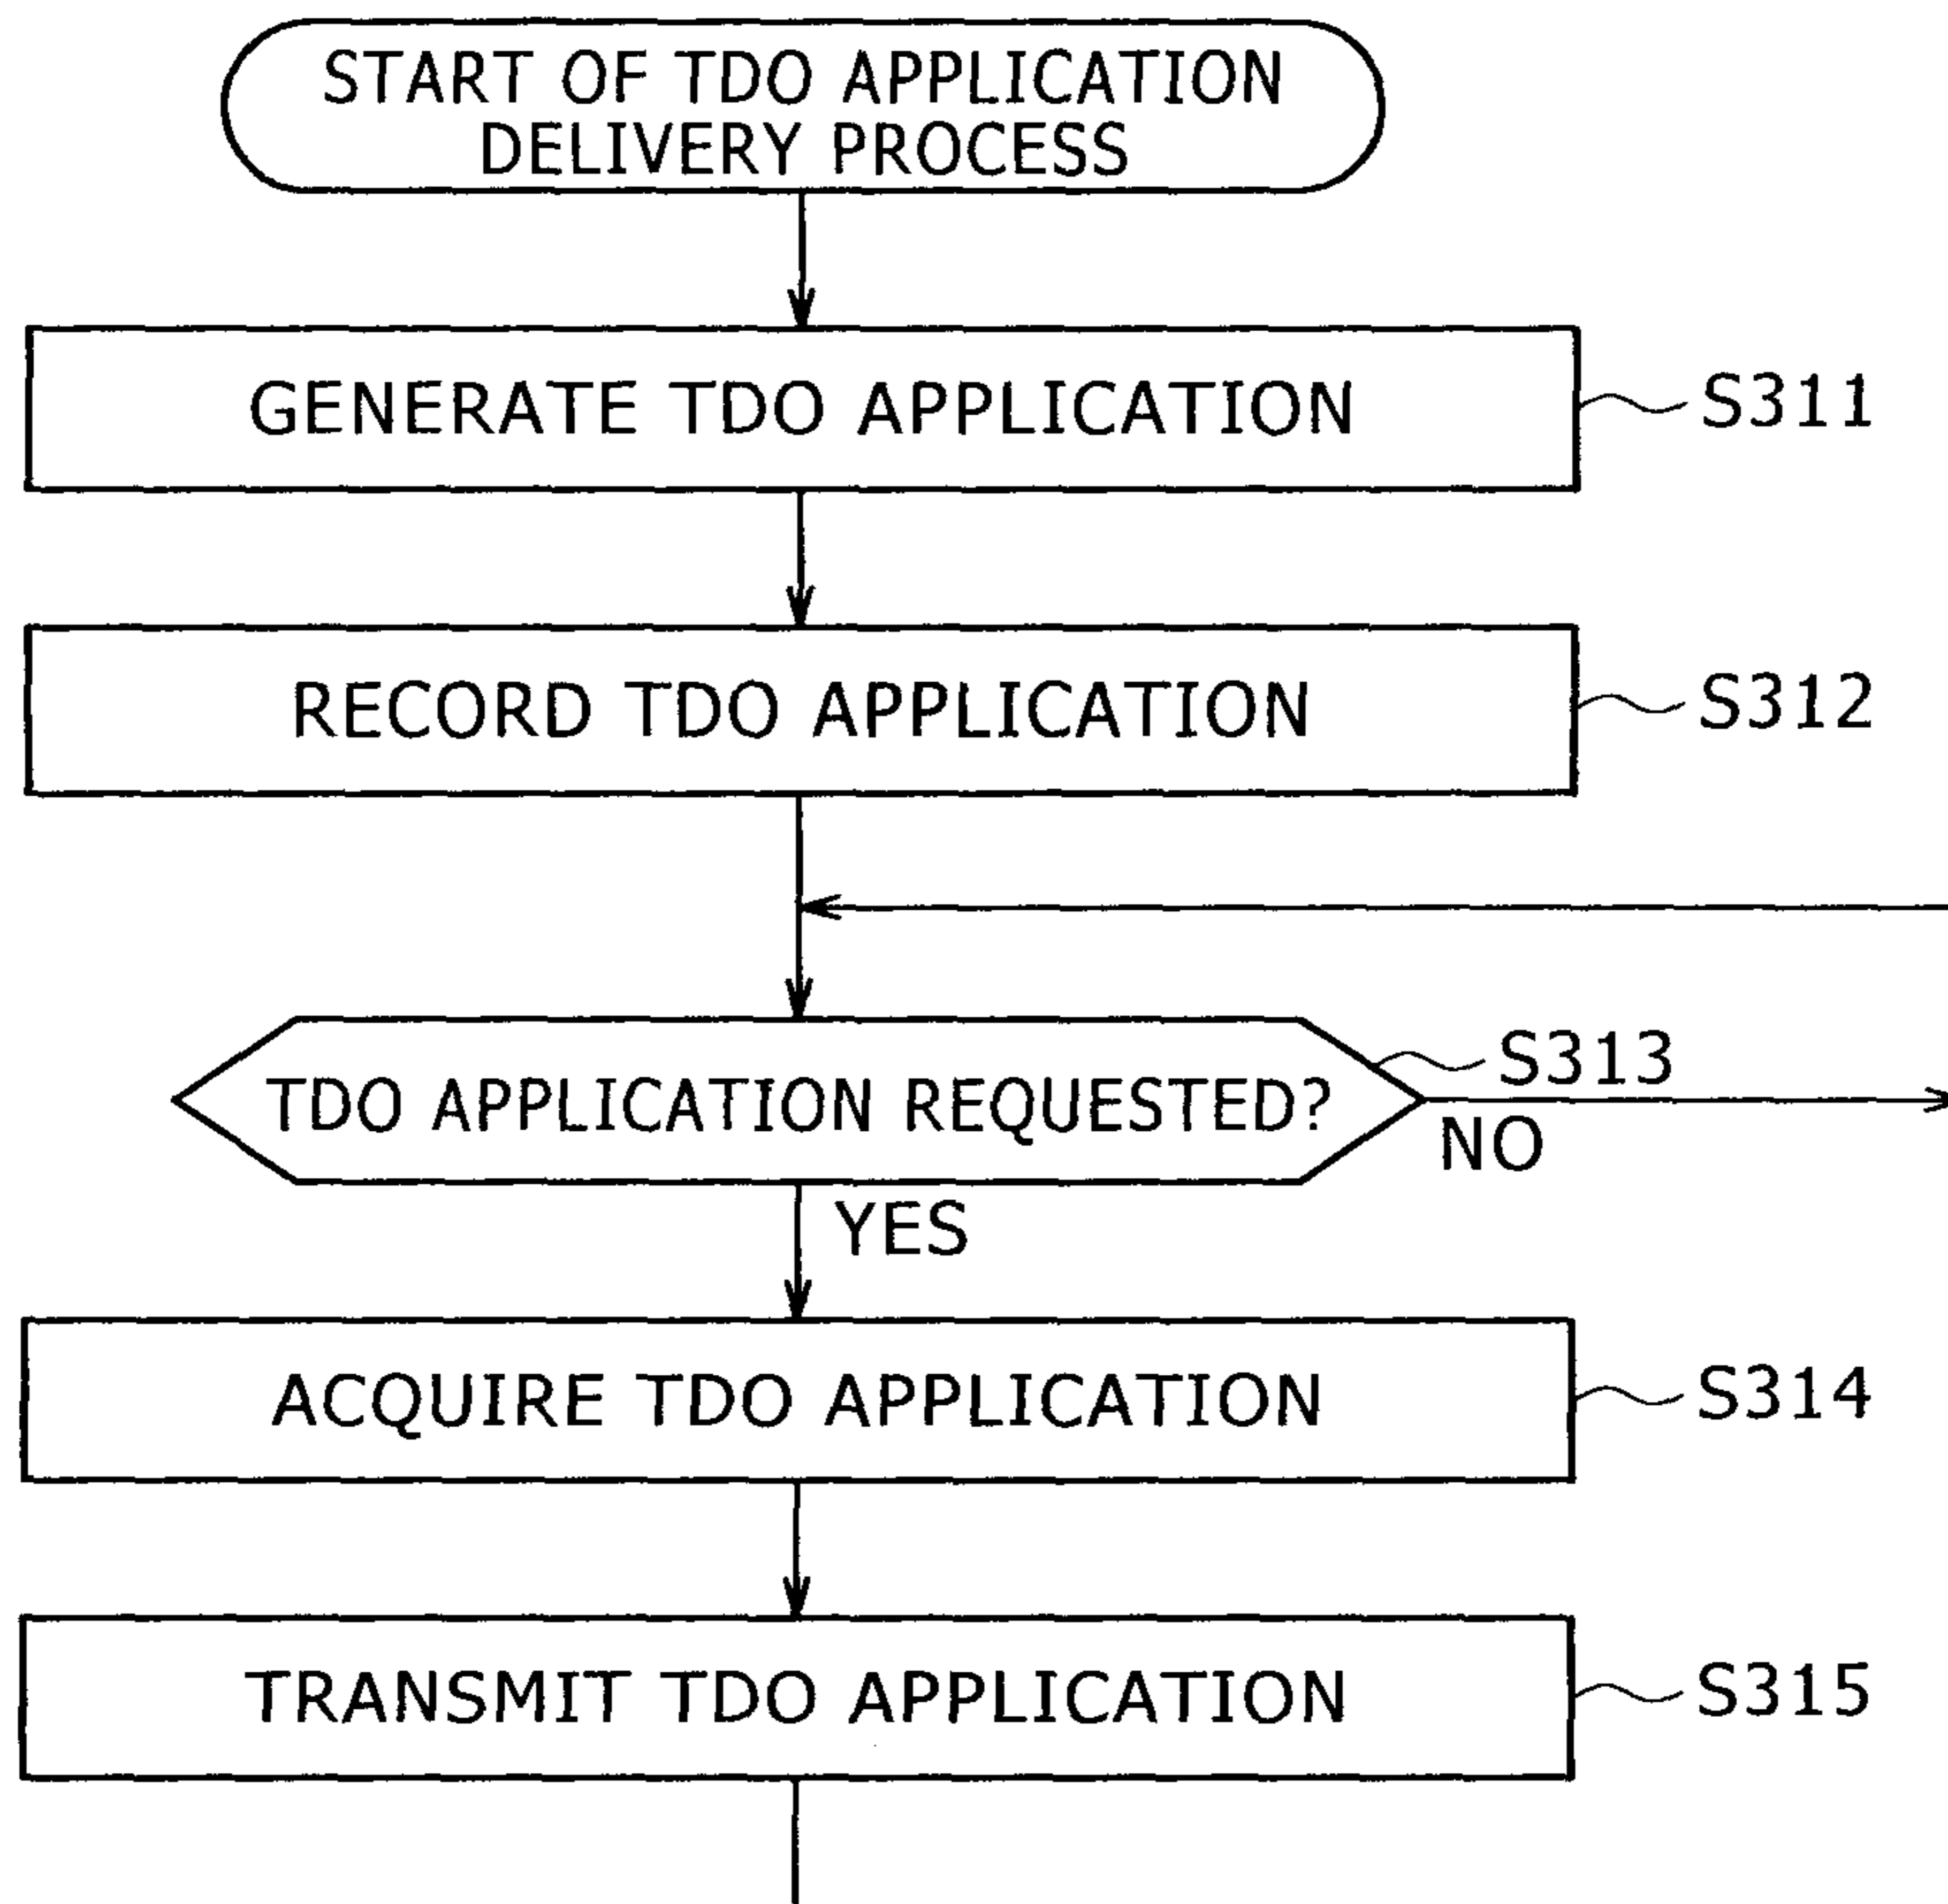 START OF TDO APPLICATION
DELIVERY PROCESS
GENERATE TDO APPLICATION
S311
RECORD TDO APPLICATION
S312
TDO APPLICATION REQUESTED?
S313
NO
YES
ACQUIRE TDO APPLICATION
S314
TRANSMIT TDO APPLICATION
S315